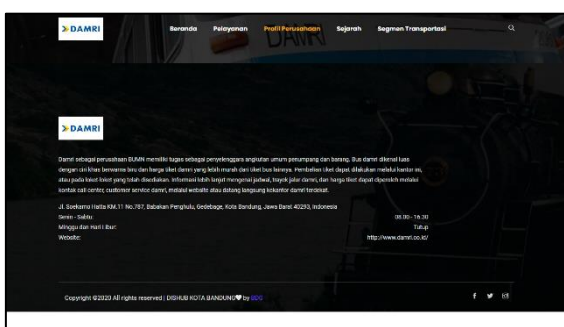 DAMRI
Beranda Pelayanan Profil Perusahaan Sejarah Segmen Transportasi
DAMRI
DAMRI
Damri sebagai perusahaan BUMN memiliki tugas sebagai penyelenggara angkutan umum penumpang dan barang. Bus damri dikenal luas
dengan ciri khas berwarna biru dan harga tiket damri yang lebih murah dari tiket bus lainnya. Pembelian tiket dapat dilakukan melalui kantor ini,
atau pada loket-loket yang telah disediakan. Informasi lebih lanjut mengenai jadwal, trayek jalur damri, dan harga tiket dapat diperoleh melalui
kontak call center, customer service damri, melalui website atau datang langsung kekantor damri terdekat.
Jl. Soekarno Hatta KM.11 No.787, Babakan Penghulu, Gedebage, Kota Bandung, Jawa Barat 40293, Indonesia
Senin - Sabtu: 08.00 - 16.30
Minggu dan Hari Libur: Tutup
Website: http://www.damri.co.id/
Copyright ©2020 All rights reserved | DISHUB KOTA BANDUNG by BDG